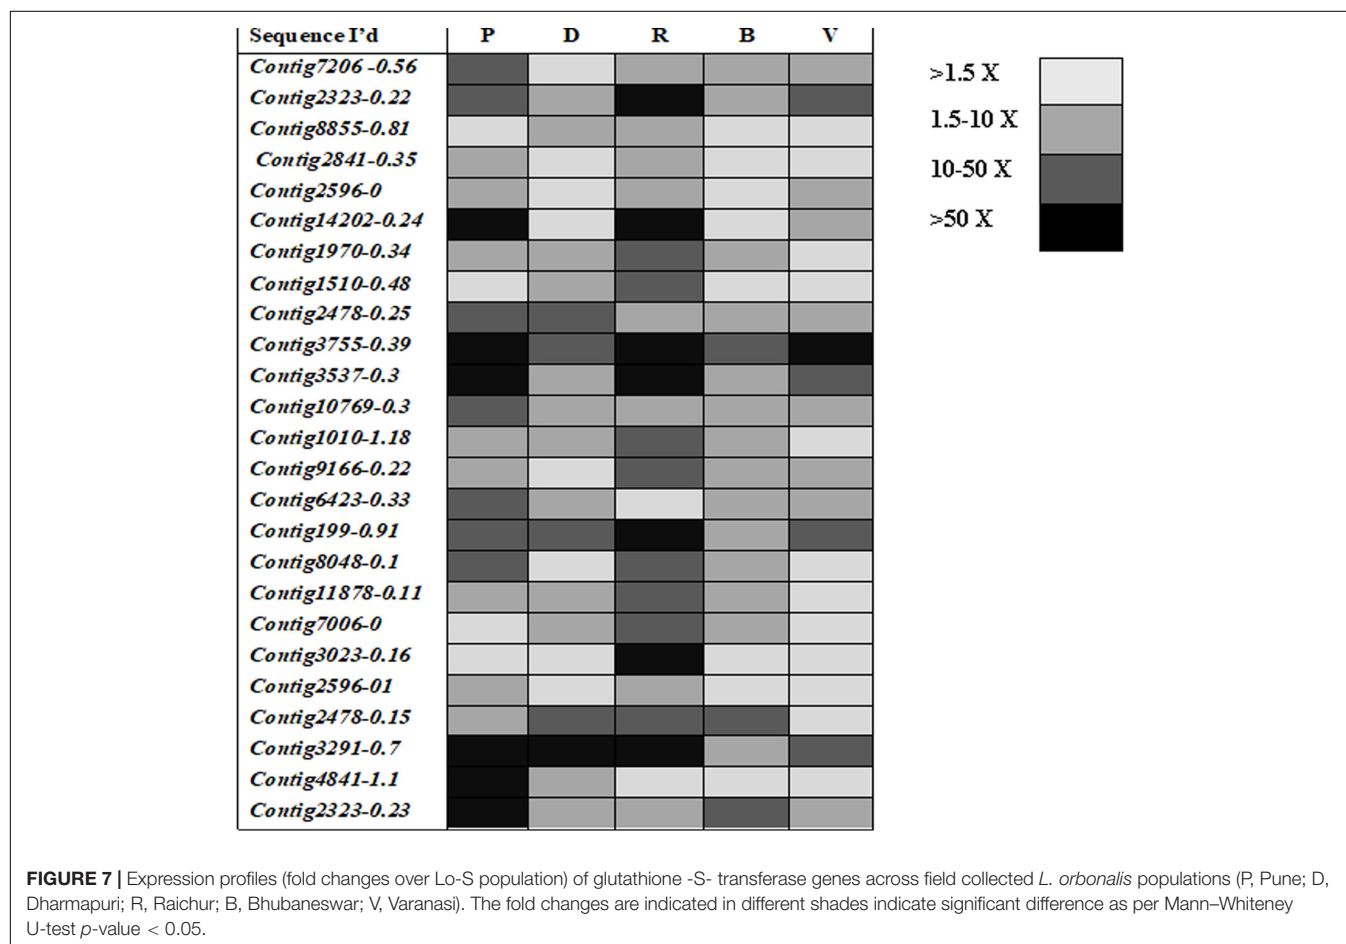 Sequence I'd P D R B V
Contig7206 -0.56
Contig2323-0.22
Contig8855-0.81
Contig2841-0.35
Contig2596-0
Contig14202-0.24
Contig1970-0.34
Contig1510-0.48
Contig2478-0.25
Contig3755-0.39
Contig3537-0.3
Contig10769-0.3
Contig1010-1.18
Contig9166-0.22
Contig6423-0.33
Contig199-0.91
Contig8048-0.1
Contig11878-0.11
Contig7006-0
Contig3023-0.16
Contig2596-01
Contig2478-0.15
Contig3291-0.7
Contig4841-1.1
Contig2323-0.23
>1.5 X
1.5-10 X
10-50 X
>50 X
FIGURE 7 | Expression profiles (fold changes over Lo-S population) of glutathione -S- transferase genes across field collected L. orbonalis populations (P, Pune; D,
Dharmapuri; R, Raichur; B, Bhubaneswar; V, Varanasi). The fold changes are indicated in different shades indicate significant difference as per Mann–Whiteney
U-test p-value < 0.05.